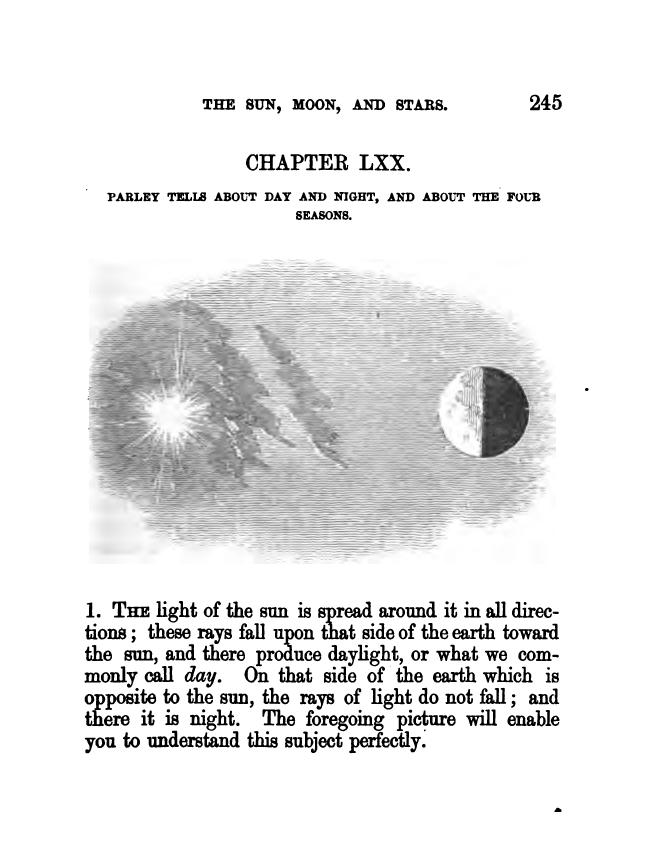 THE SUN, MOON, AND STARS. 245
CHAPTER LXX.
PARLEY TELLS ABOUT DAY AND NIGHT, AND ABOUT THE FOUR
SEASONS.
1. THE light of the sun is spread around it in all direc-
tions; these rays fall upon that side of the earth toward
the sun, and there produce daylight, or what we com-
monly call day. On that side of the earth which is
opposite to the sun, the rays of light do not fall; and
there it is night. The foregoing picture will enable
you to understand this subject perfectly.